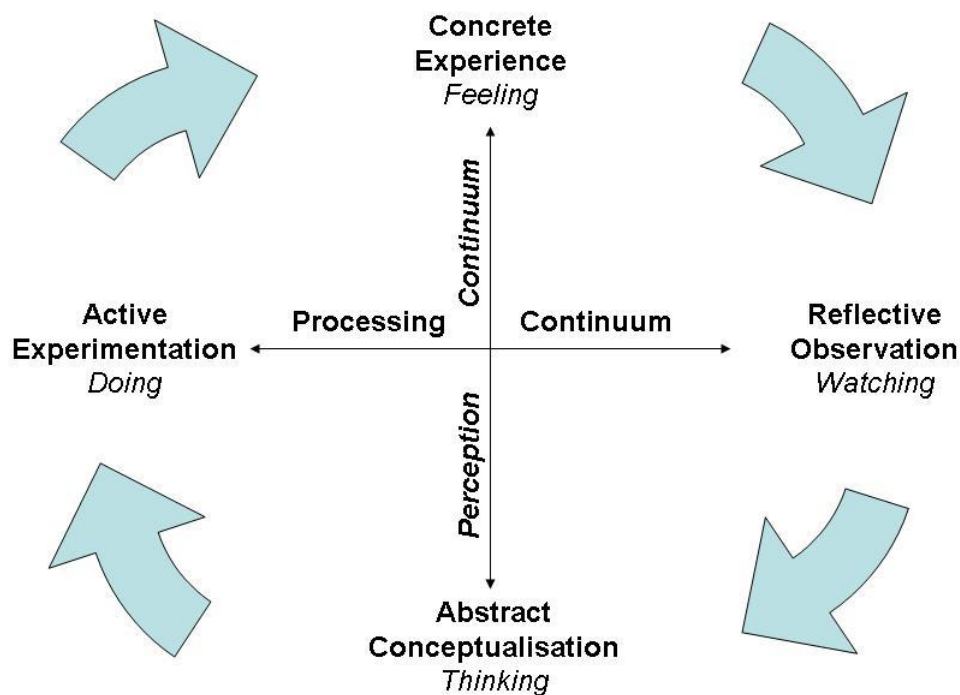 Concrete
Experience
Feeling
Continuum
Processing
Continuum
Active
Experimentation
Doing
Reflective
Observation
Watching
Perception
Abstract
Conceptualisation
Thinking